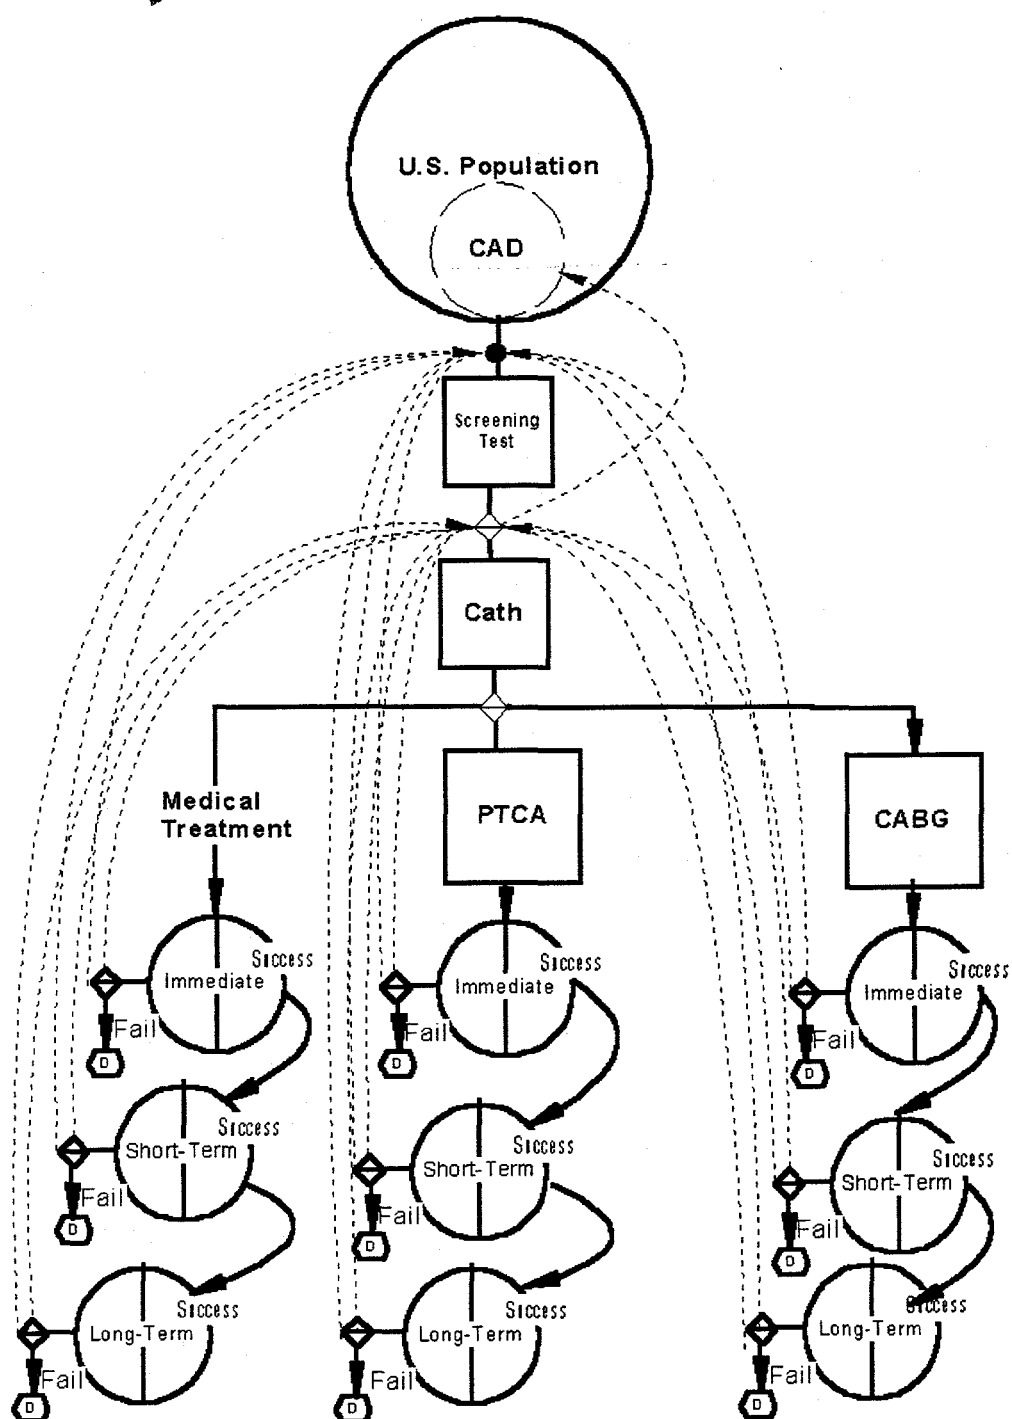 U.S. Population
CAD
Screening
Test
Cath
Medical
Treatment
PTCA
CABG
Success
Immediate
Fail
D
Success
Immediate
Fail
D
Success
Immediate
Fail
D
Success
Short-Term
Fail
D
Success
Short-Term
Fail
D
Success
Short-Term
Fail
D
Success
Long-Term
Fail
D
Success
Long-Term
Fail
D
Success
Long-Term
Fail
D